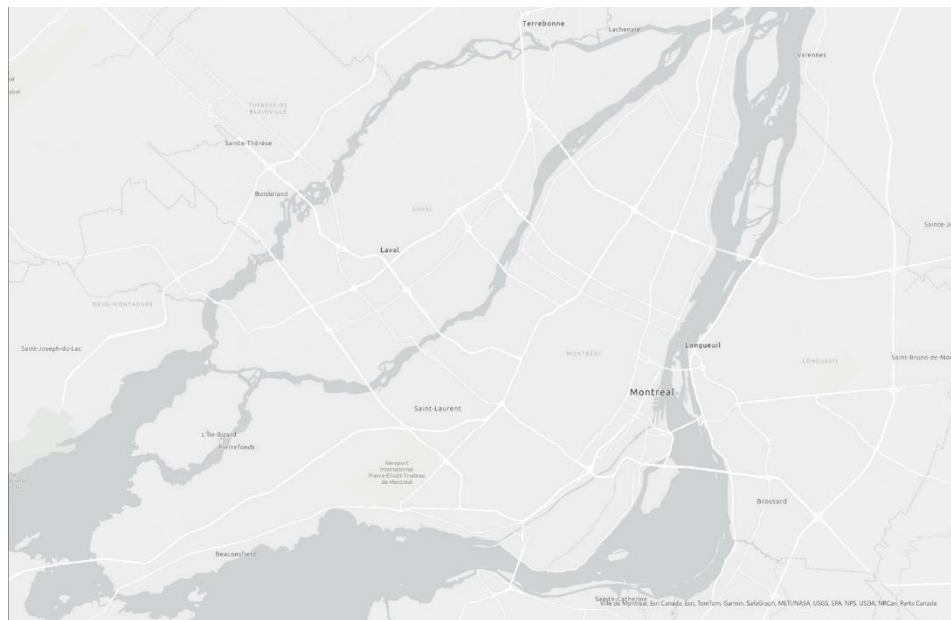 Terrebonne
Lachenaie
Varennes
THÉRÈSE-DE
BLAINVILLE
Sainte-Thérèse
Boisbriand
LAVAL
Laval
Sainte-J
DEUX-MONTAGNES
Saint-Joseph-du-Lac
Longueuil
MONTRÉAL
LONGUEUIL
Saint-Bruno-de-Mo
Montreal
Saint-Laurent
L'Île-Bizard
Pierrefonds
Aéroport
International
Pierre-Elliott-Trudeau
de Montréal
Brossard
Beaconsfield
Sainte-Catherine
Ville de Montréal, Esri Canada, Esri, TomTom, Garmin, SafeGraph, METI/NASA, USGS, EPA, NPS, USDA, NRCan, Parks Canada